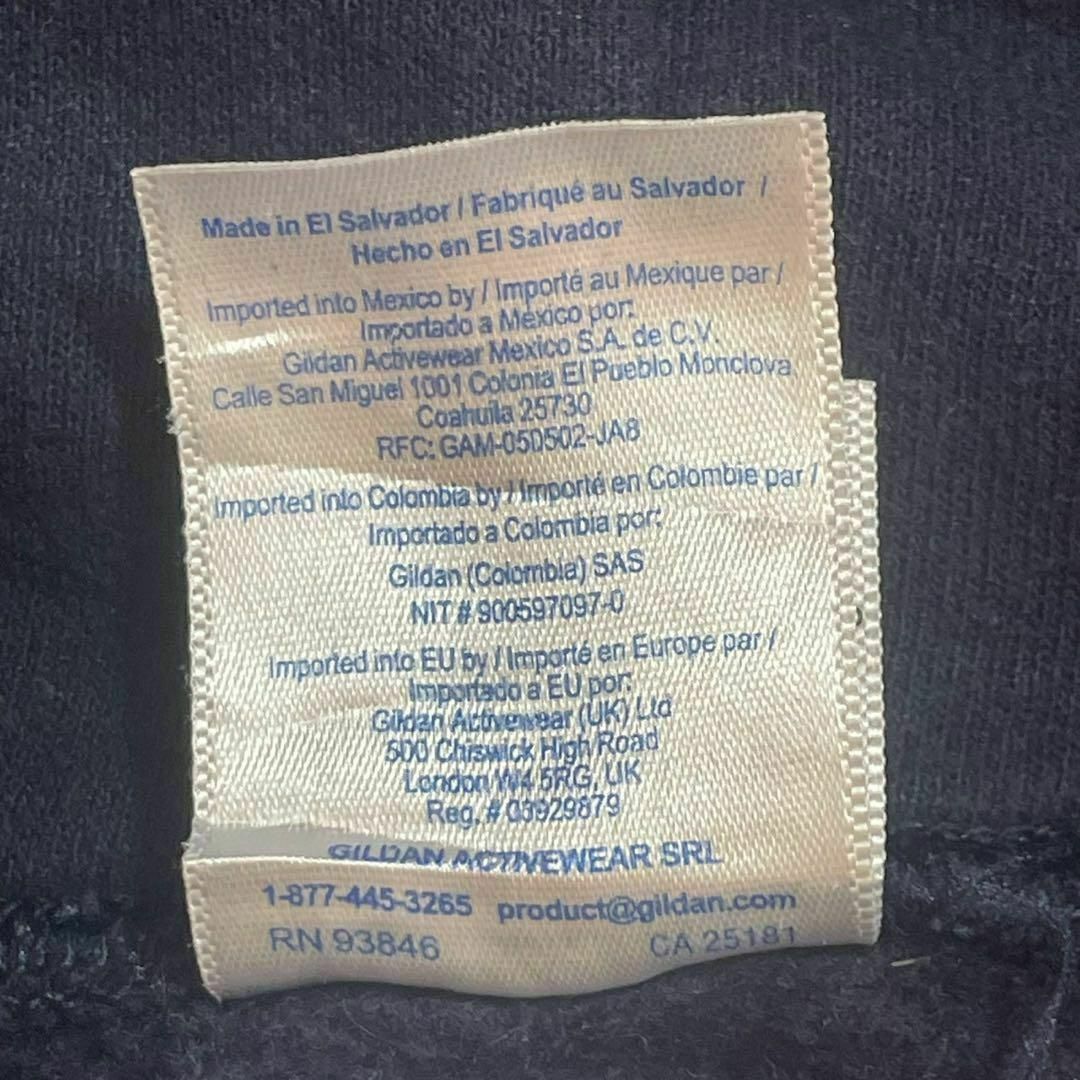 Made in El Salvador / Fabriqué au Salvador /
Hecho en El Salvador
Imported into Mexico by / Importé au Mexique par /
Importado a México por:
Gildan Activewear Mexico S.A. de C.V.
Calle San Miguel 1001 Colonia El Pueblo Monclova
Coahuila 25730
RFC: GAM-050502-JA8
Imported into Colombia by / Importé en Colombie par /
Importado a Colombia por:
Gildan (Colombia) SAS
NIT # 900597097-0
Imported into EU by / Importé en Europe par /
Importado a EU por:
Gildan Activewear (UK) Ltd
500 Chiswick High Road
London W4 5RG, UK
Reg. # 03929879
GILDAN ACTIVEWEAR SRL
1-877-445-3265 product@gildan.com
RN 93846 CA 25181